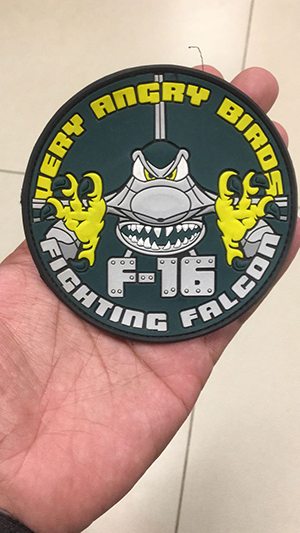 VERY ANGRY BIRDS
F-16
FIGHTING FALCON